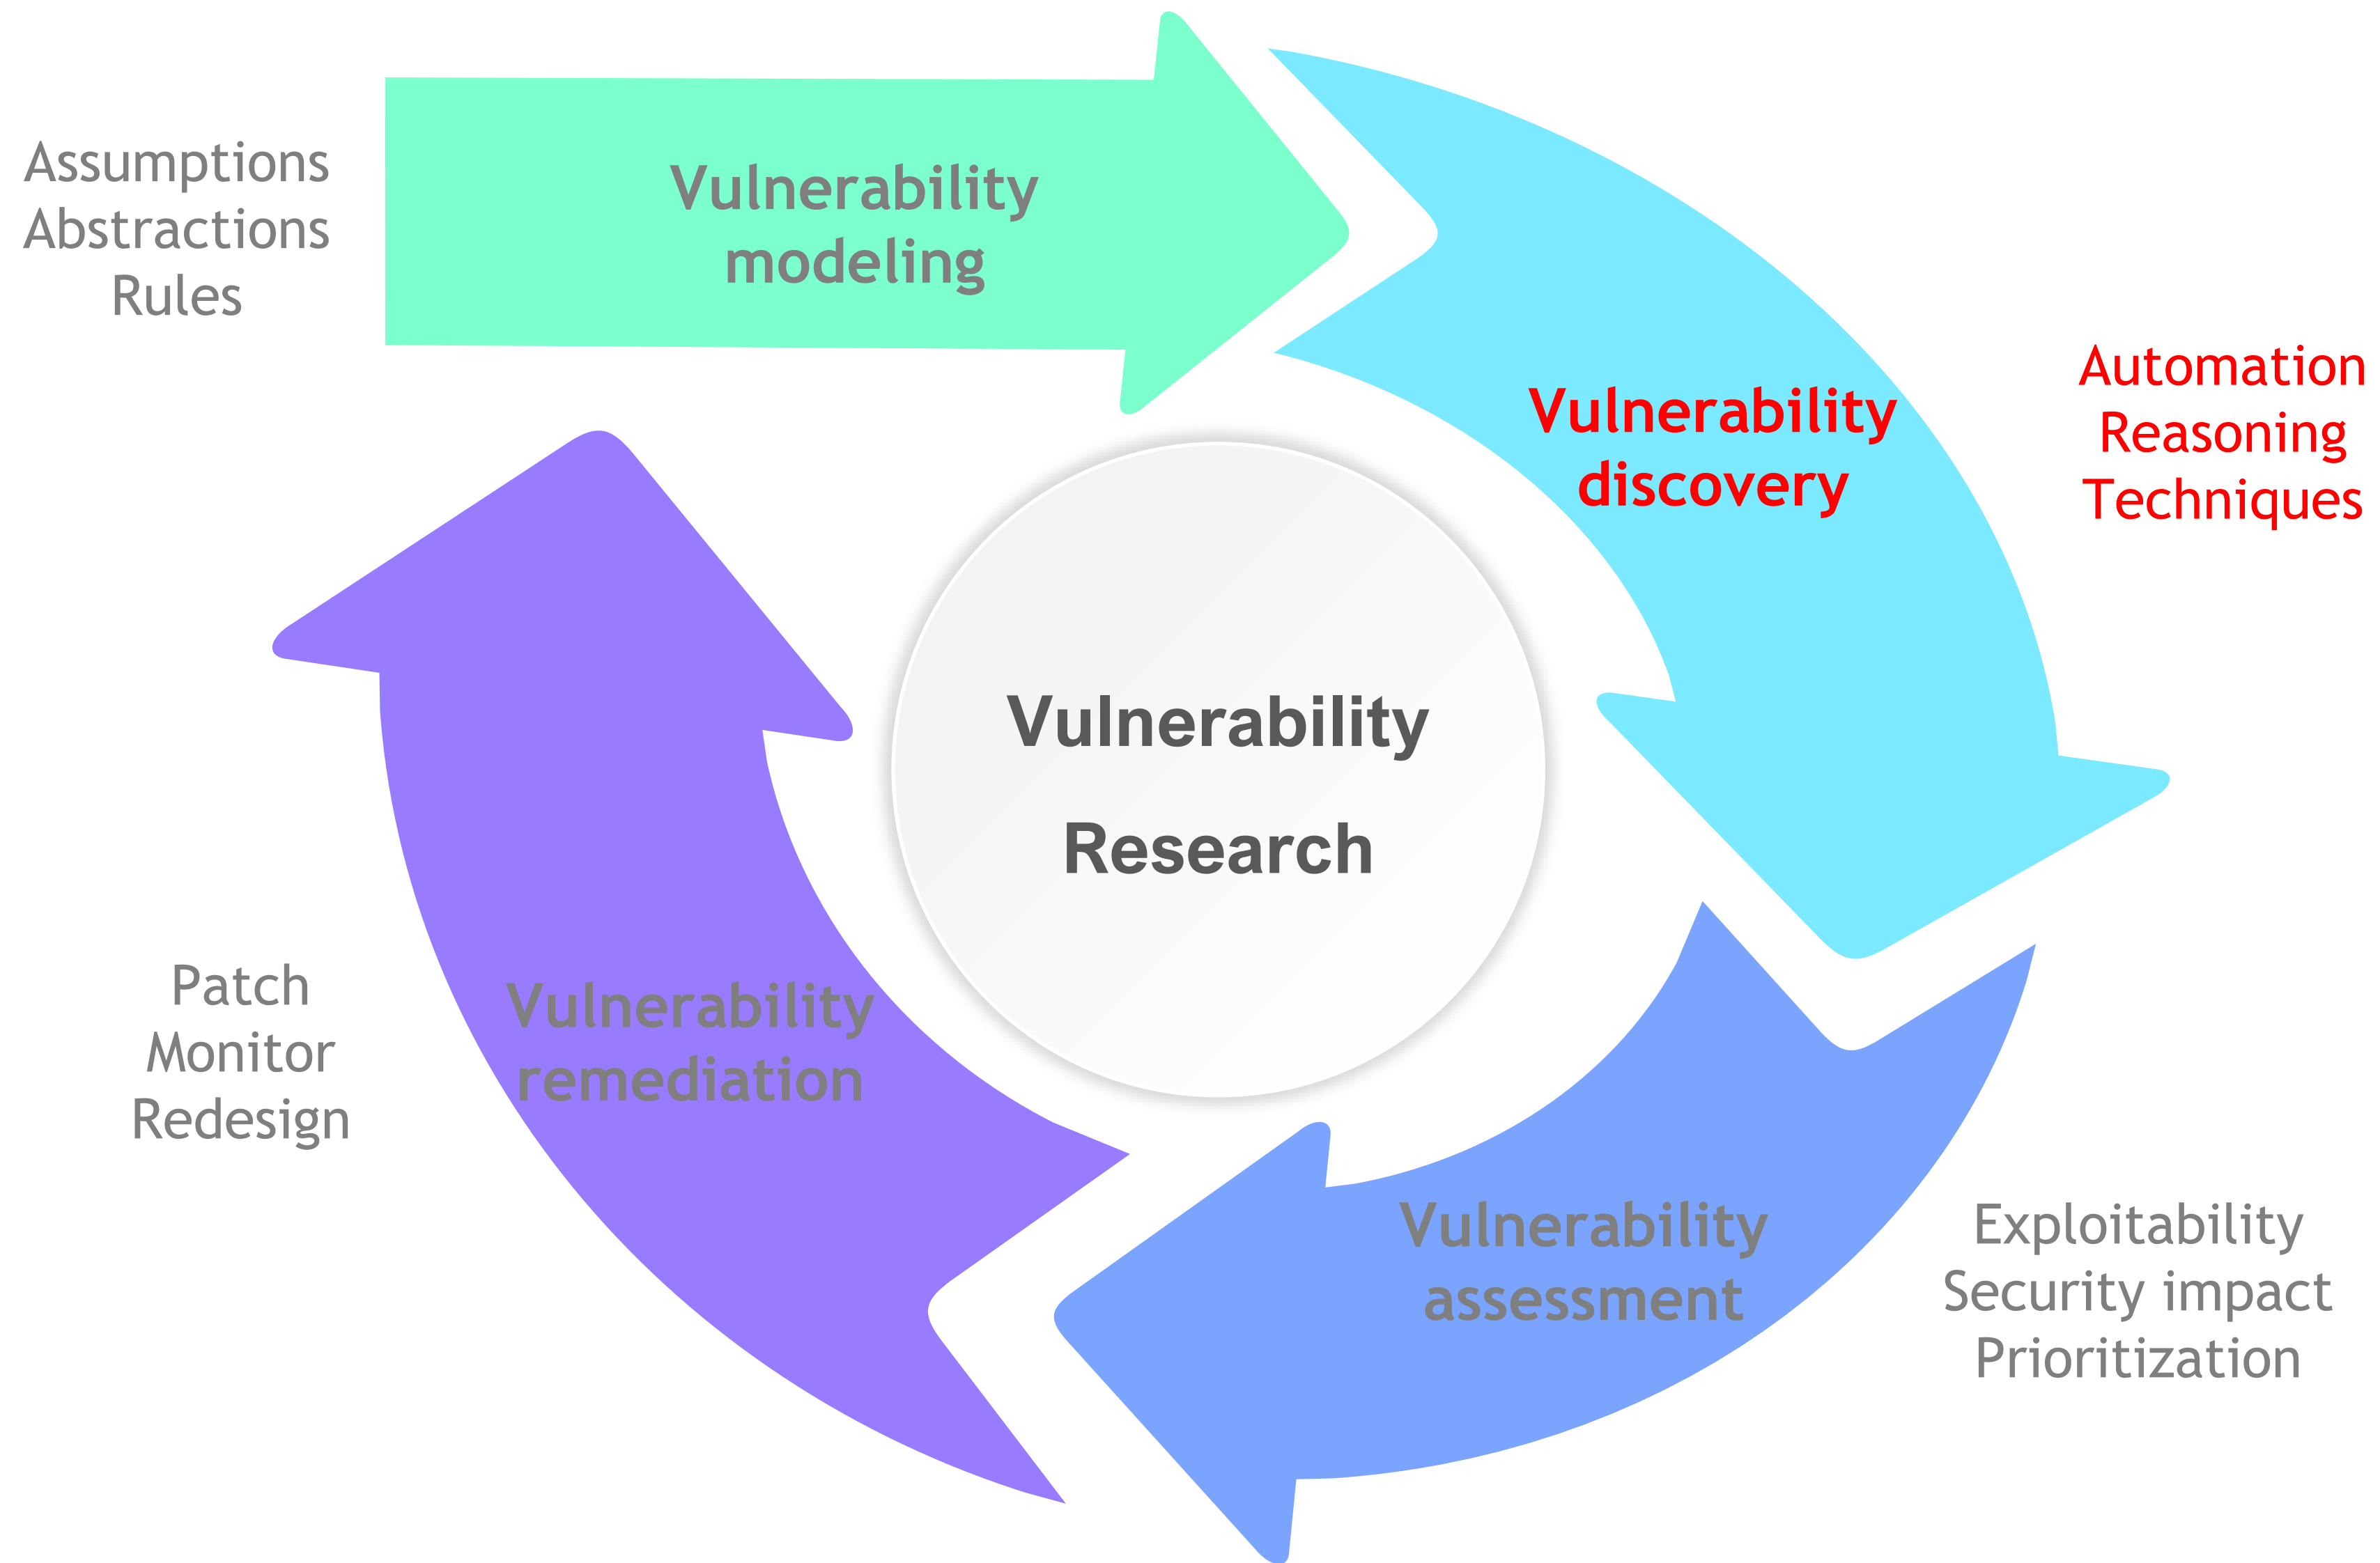 Assumptions
Abstractions
Rules
Vulnerability
modeling
Vulnerability
discovery
Automation
Reasoning
Techniques
Vulnerability
Research
Patch
Monitor
Redesign
Vulnerability
remediation
Vulnerability
assessment
Exploitability
Security impact
Prioritization